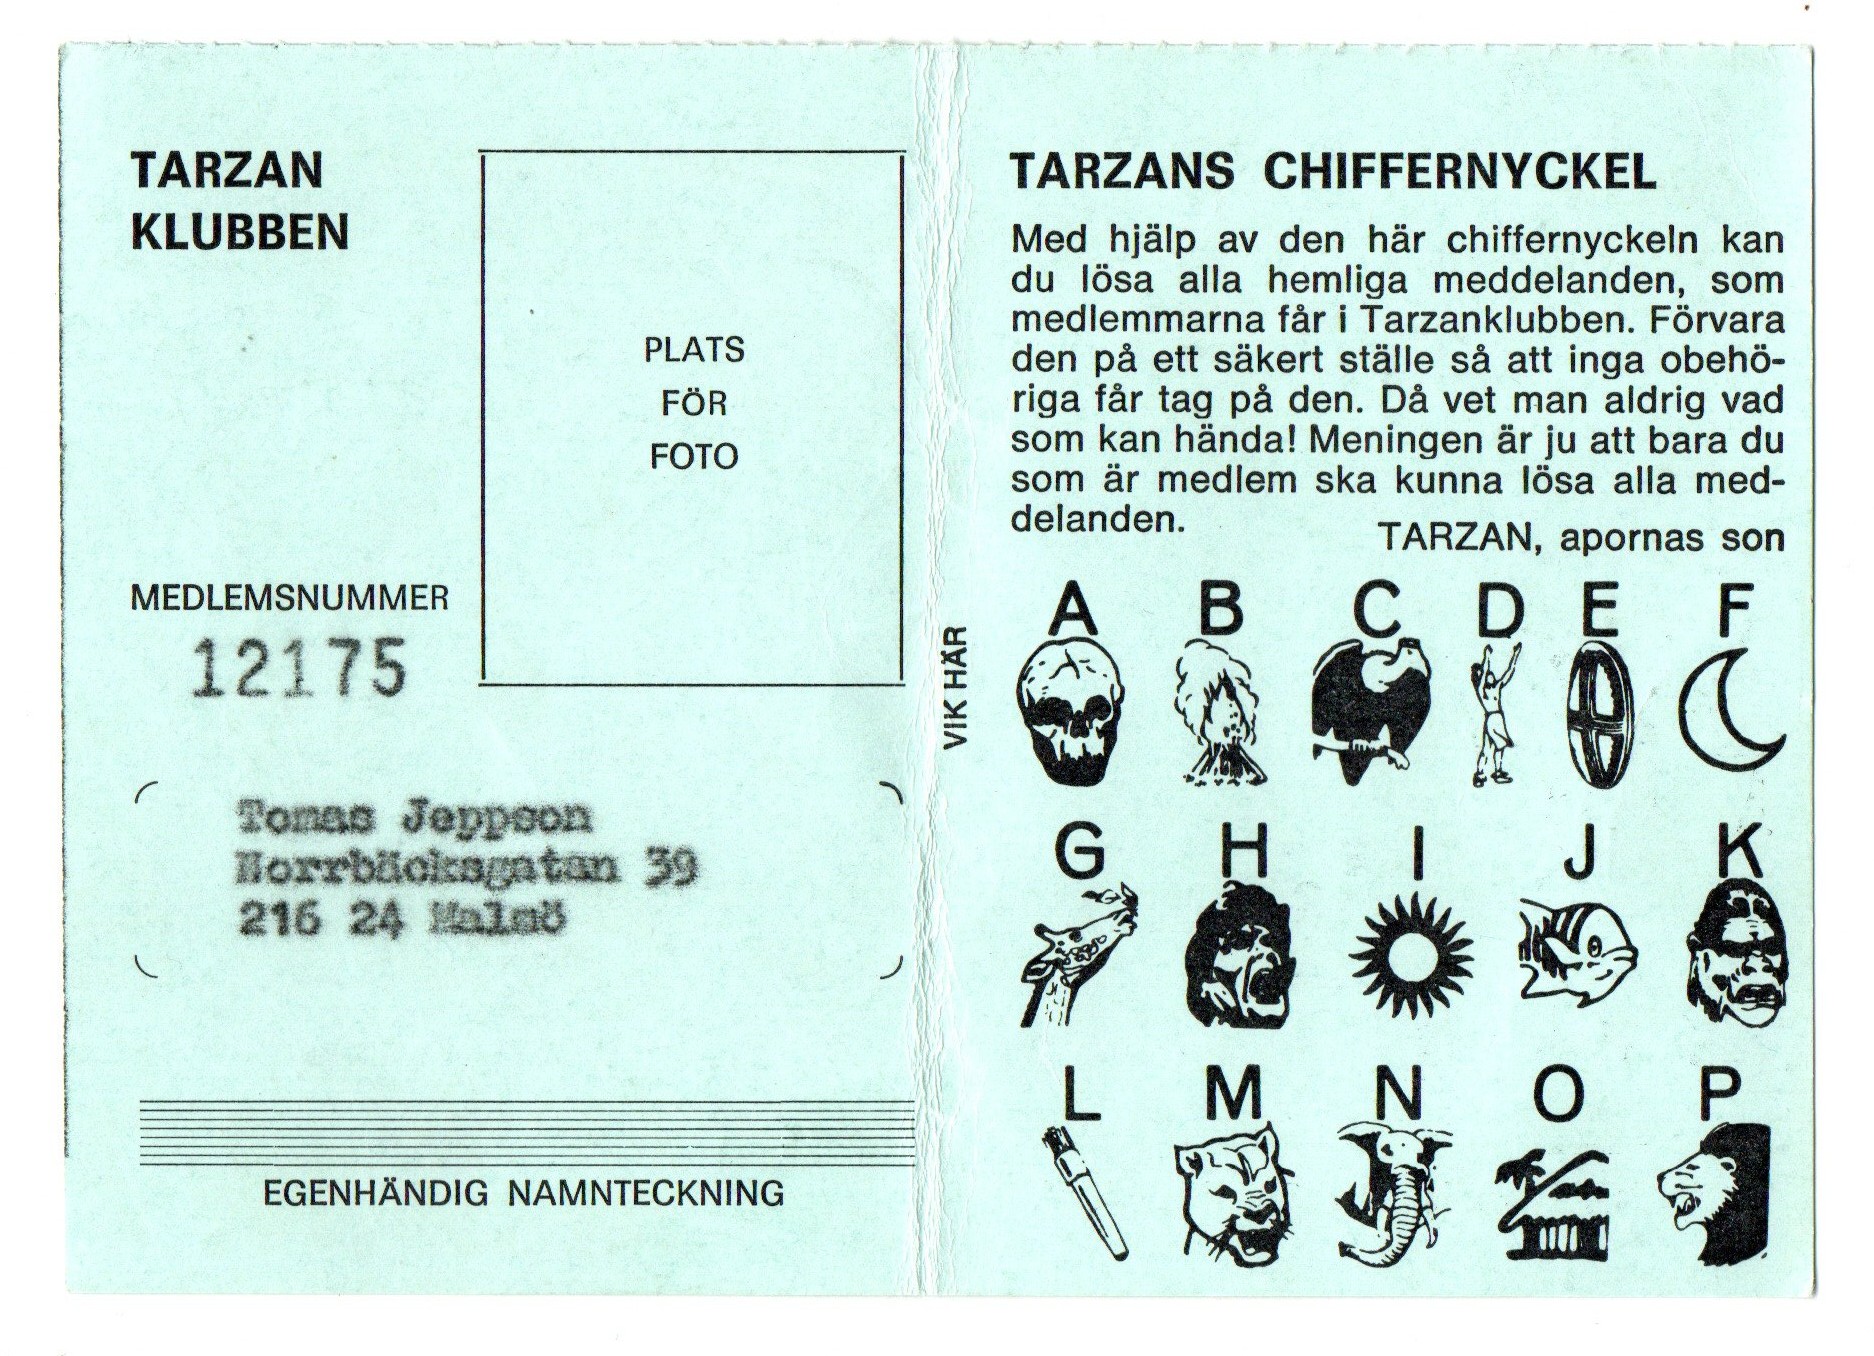 TARZAN
KLUBBEN
PLATS
FÖR
FOTO
MEDLEMSNUMMER
12175
Tomas Jeppson
Norrbäcksgatan 39
216 24 Malmö
EGENHÄNDIG NAMNTECKNING
VIK HÄR
TARZANS CHIFFERNYCKEL
Med hjälp av den här chiffernyckeln kan
du lösa alla hemliga meddelanden, som
medlemmarna får i Tarzanklubben. Förvara
den på ett säkert ställe så att inga obehö-
riga får tag på den. Då vet man aldrig vad
som kan hända! Meningen är ju att bara du
som är medlem ska kunna lösa alla med-
delanden.
TARZAN, apornas son
A B C D E F
G H I J K
L M N O P